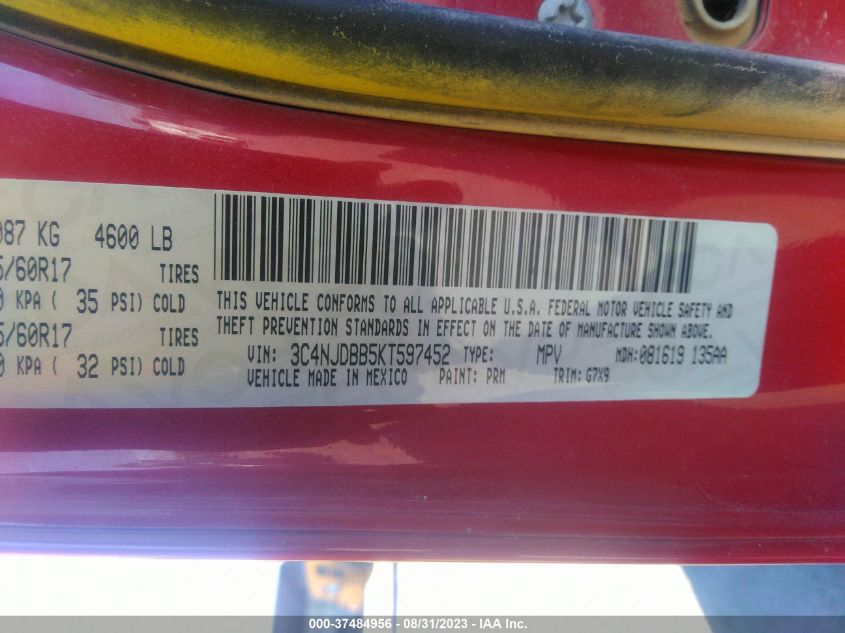 087 KG 4600 LB
5/60R17 TIRES
0 KPA ( 35 PSI) COLD
5/60R17 TIRES
0 KPA ( 32 PSI) COLD
THIS VEHICLE CONFORMS TO ALL APPLICABLE U.S.A. FEDERAL MOTOR VEHICLE SAFETY AND
THEFT PREVENTION STANDARDS IN EFFECT ON THE DATE OF MANUFACTURE SHOWN ABOVE.
VIN: 3C4NJDBB5KT597452 TYPE: MPV MDH:081619 135AA
VEHICLE MADE IN MEXICO PAINT: PRM TRIM: G7X9
000-37484956 - 08/31/2023 - IAA Inc.